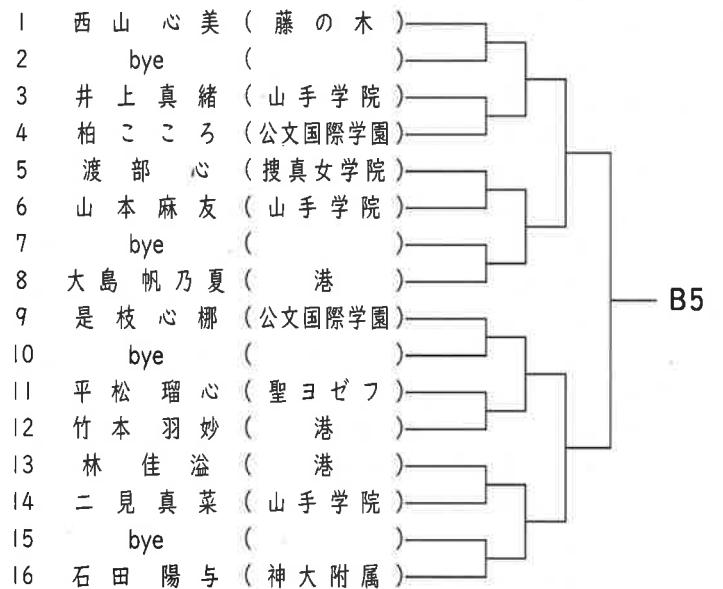 1 西山 心美 (藤の木)
2 bye ( )
3 井上真緒 (山手学院)
4 柏こころ (公文国際学園)
5 渡部 心 (捜真女学院)
6 山本麻友 (山手学院)
7 bye ( )
8 大島帆乃夏 (港)
B5
9 是枝心梛 (公文国際学園)
10 bye ( )
11 平松 瑠心 (聖ヨゼフ)
12 竹本羽妙 (港)
13 林 佳溢 (港)
14 二見真菜 (山手学院)
15 bye ( )
16 石田 陽与 (神大附属)